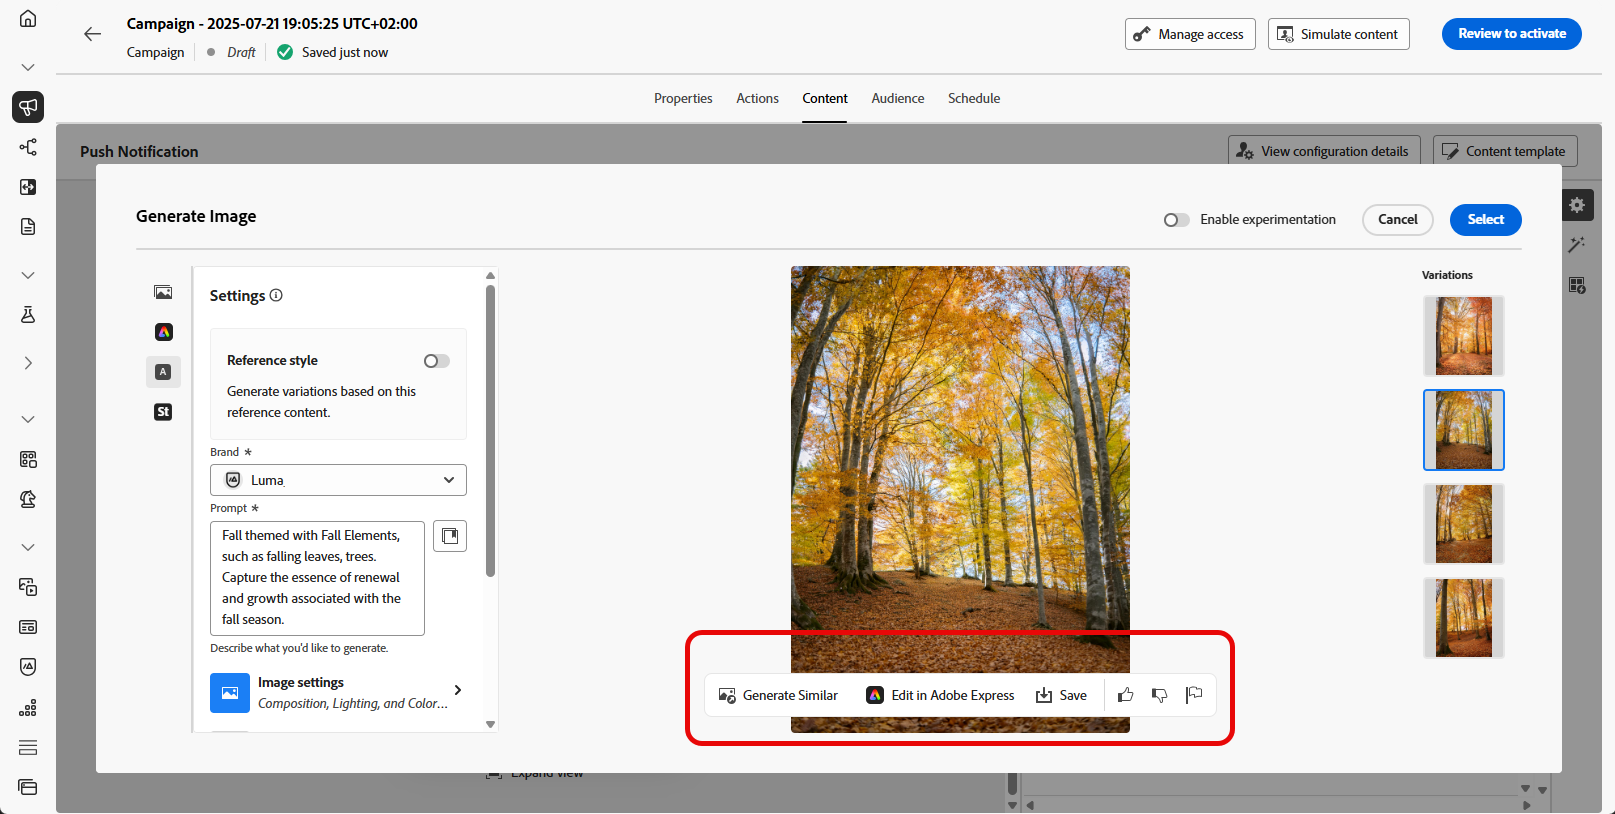 Campaign - 2025-07-21 19:05:25 UTC+02:00
Campaign
Draft
Saved just now
Manage access
Simulate content
Review to activate
Properties
Actions
Content
Audience
Schedule
Push Notification
View configuration details
Content template
Generate Image
Enable experimentation
Cancel
Select
Settings
Reference style
Generate variations based on this
reference content.
Brand *
Luma
Prompt *
Fall themed with Fall Elements,
such as falling leaves, trees.
Capture the essence of renewal
and growth associated with the
fall season.
Describe what you'd like to generate.
Image settings
Composition, Lighting, and Color...
A
St
Generate Similar
Edit in Adobe Express
Save
Variations
Expand view